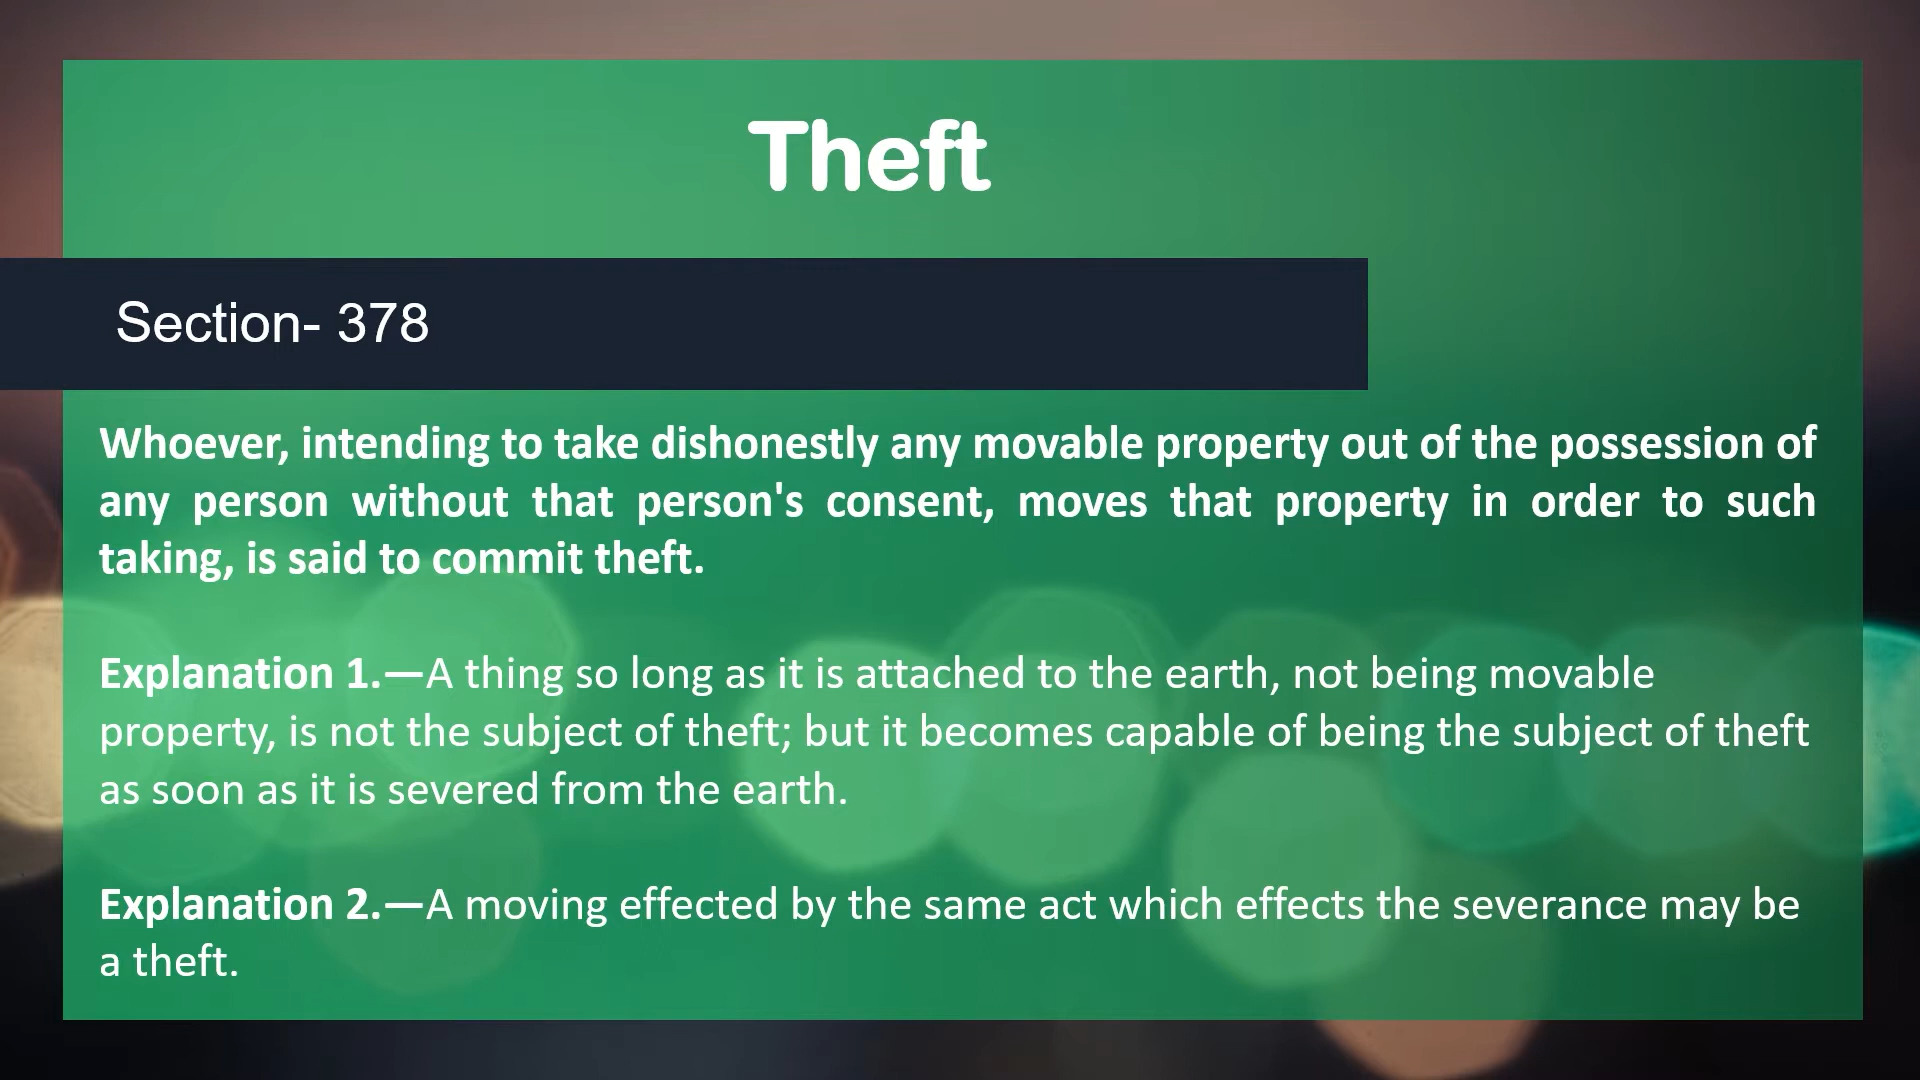 Theft
Section- 378
Whoever, intending to take dishonestly any movable property out of the possession of
any person without that person's consent, moves that property in order to such
taking, is said to commit theft.
Explanation 1.—A thing so long as it is attached to the earth, not being movable
property, is not the subject of theft; but it becomes capable of being the subject of theft
as soon as it is severed from the earth.
Explanation 2.—A moving effected by the same act which effects the severance may be
a theft.